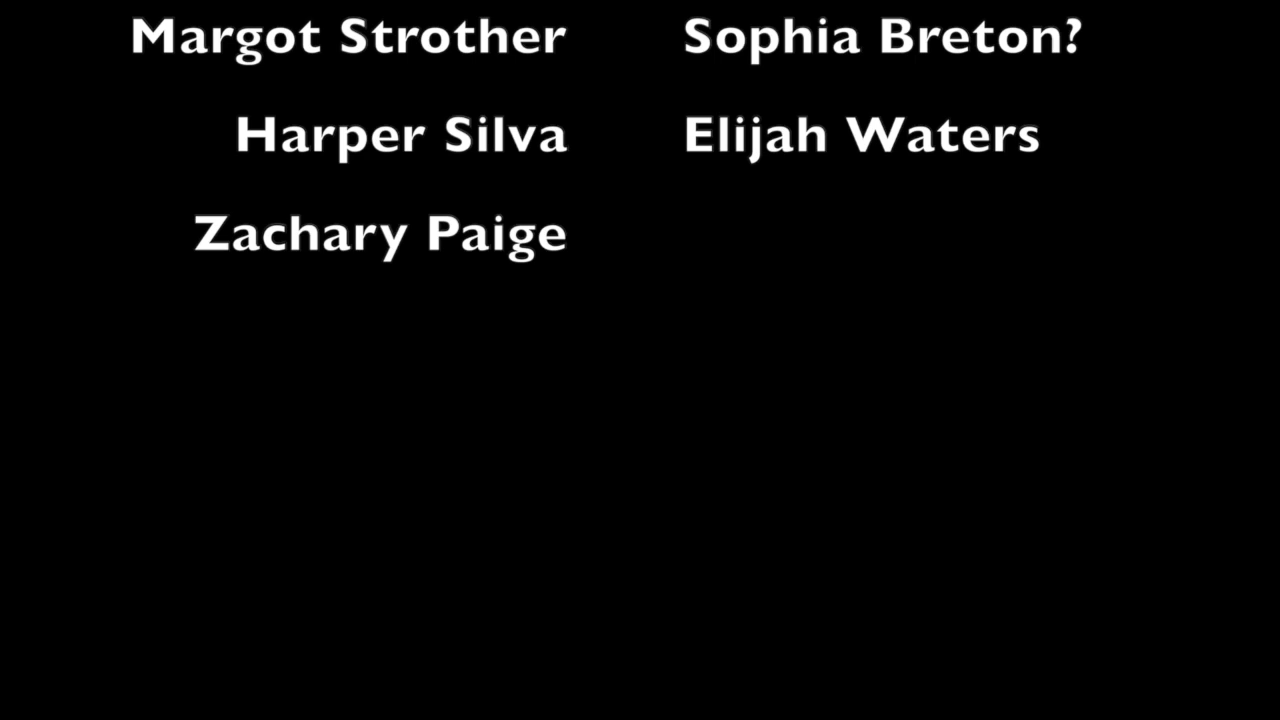 Margot Strother Sophia Breton?
Harper Silva Elijah Waters
Zachary Paige